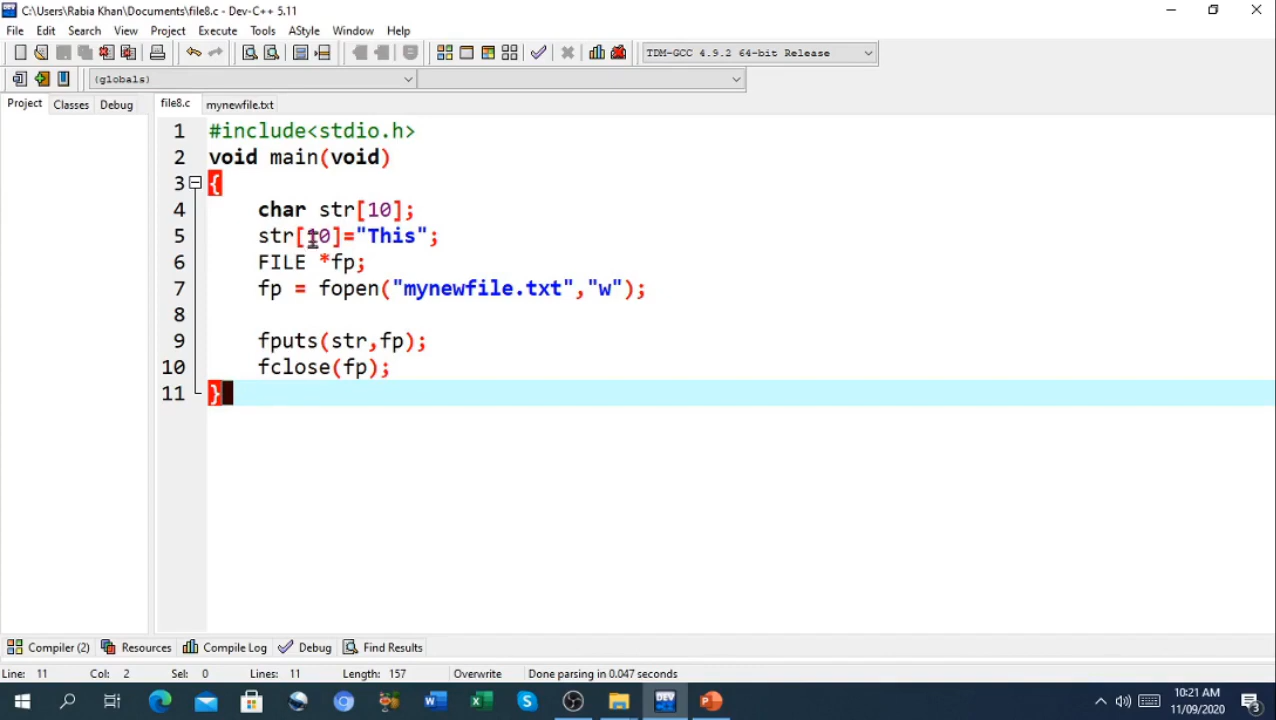 C:\Users\Rabia Khan\Documents\file8.c - Dev-C++ 5.11
File Edit Search View Project Execute Tools AStyle Window Help
TDM-GCC 4.9.2 64-bit Release
(globals)
Project Classes Debug file8.c mynewfile.txt
1 #include<stdio.h>
2 void main(void)
3 {
4 char str[10];
5 str[10]="This";
6 FILE *fp;
7 fp = fopen("mynewfile.txt","w");
8
9 fputs(str,fp);
10 fclose(fp);
11 }
Compiler (2) Resources Compile Log Debug Find Results
Line: 11 Col: 2 Sel: 0 Lines: 11 Length: 157 Overwrite Done parsing in 0.047 seconds
10:21 AM
11/09/2020
3